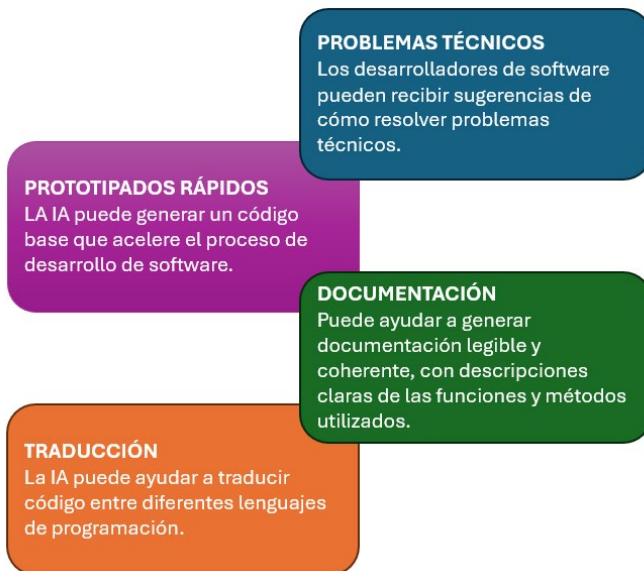 PROBLEMAS TÉCNICOS
Los desarrolladores de software
pueden recibir sugerencias de
cómo resolver problemas
técnicos.
PROTOTIPADOS RÁPIDOS
LA IA puede generar un código
base que acelere el proceso de
desarrollo de software.
DOCUMENTACIÓN
Puede ayudar a generar
documentación legible y
coherente, con descripciones
claras de las funciones y métodos
utilizados.
TRADUCCIÓN
La IA puede ayudar a traducir
código entre diferentes lenguajes
de programación.